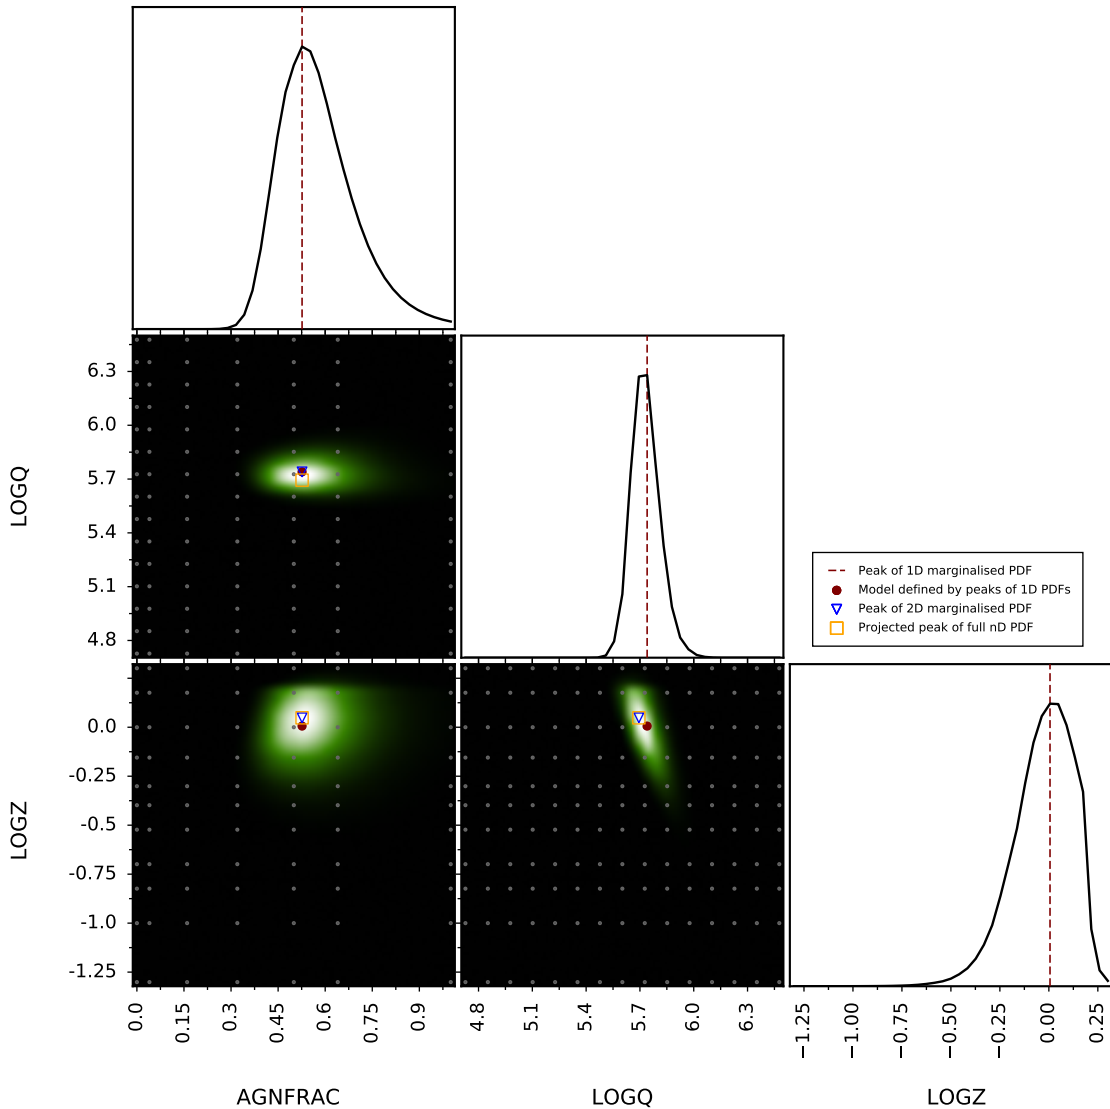 6.3
6.0
5.7
5.4
5.1
4.8
LOGQ
Peak of 1D marginalised PDF
Model defined by peaks of 1D PDFs
Peak of 2D marginalised PDF
Projected peak of full nD PDF
0.0
-0.25
-0.5
-0.75
-1.0
-1.25
LOGZ
0.0 0.15 0.3 0.45 0.6 0.75 0.9
4.8 5.1 5.4 5.7 6.0 6.3
−1.25 −1.00 −0.75 −0.50 −0.25 0.00 0.25
AGNFRAC LOGQ LOGZ